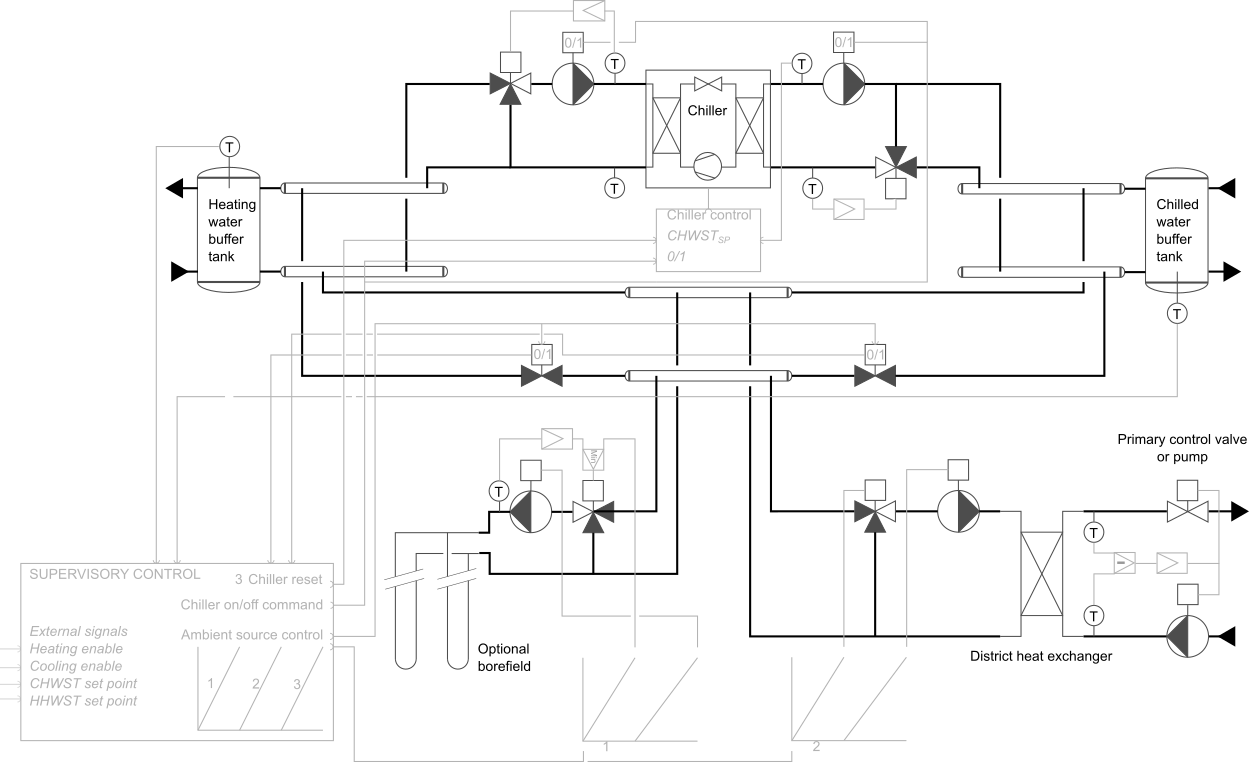 0/1
0/1
T
T
Chiller
T
T
T
Heating
water
buffer
tank
Chilled
water
buffer
tank
Chiller control
CHWST_SP
0/1
T
0/1
0/1
Primary control valve
or pump
Min
T
T
SUPERVISORY CONTROL
3 Chiller reset
Chiller on/off command
Ambient source control
External signals
Heating enable
Cooling enable
CHWST set point
HHWST set point
1
2
3
Optional
borefield
T
District heat exchanger
1
2